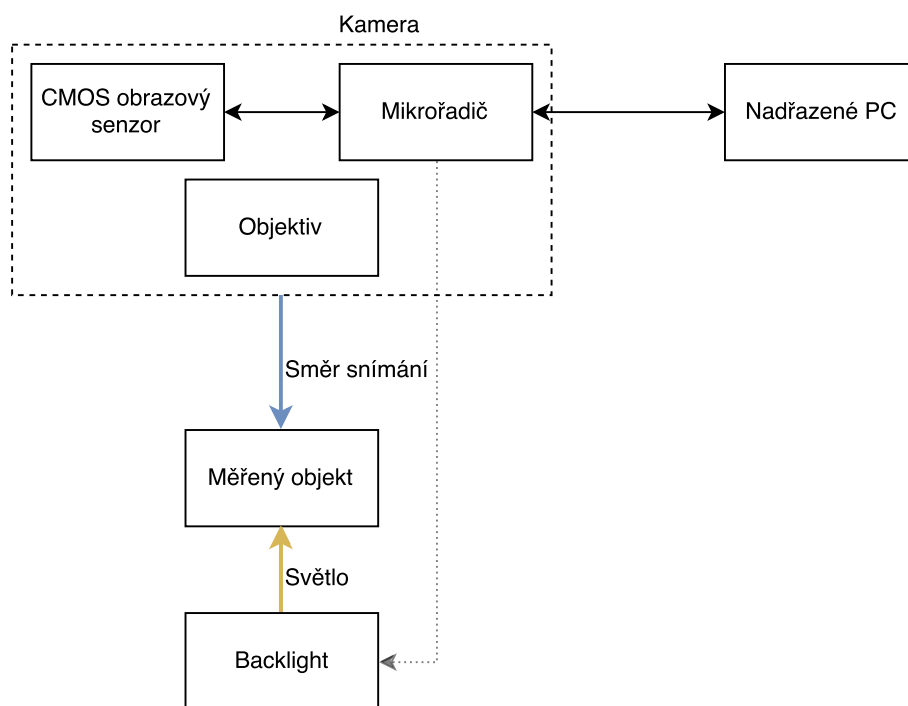 Kamera
CMOS obrazový
senzor
Mikrořadič
Nadřazené PC
Objektiv
Směr snímání
Měřený objekt
Světlo
Backlight